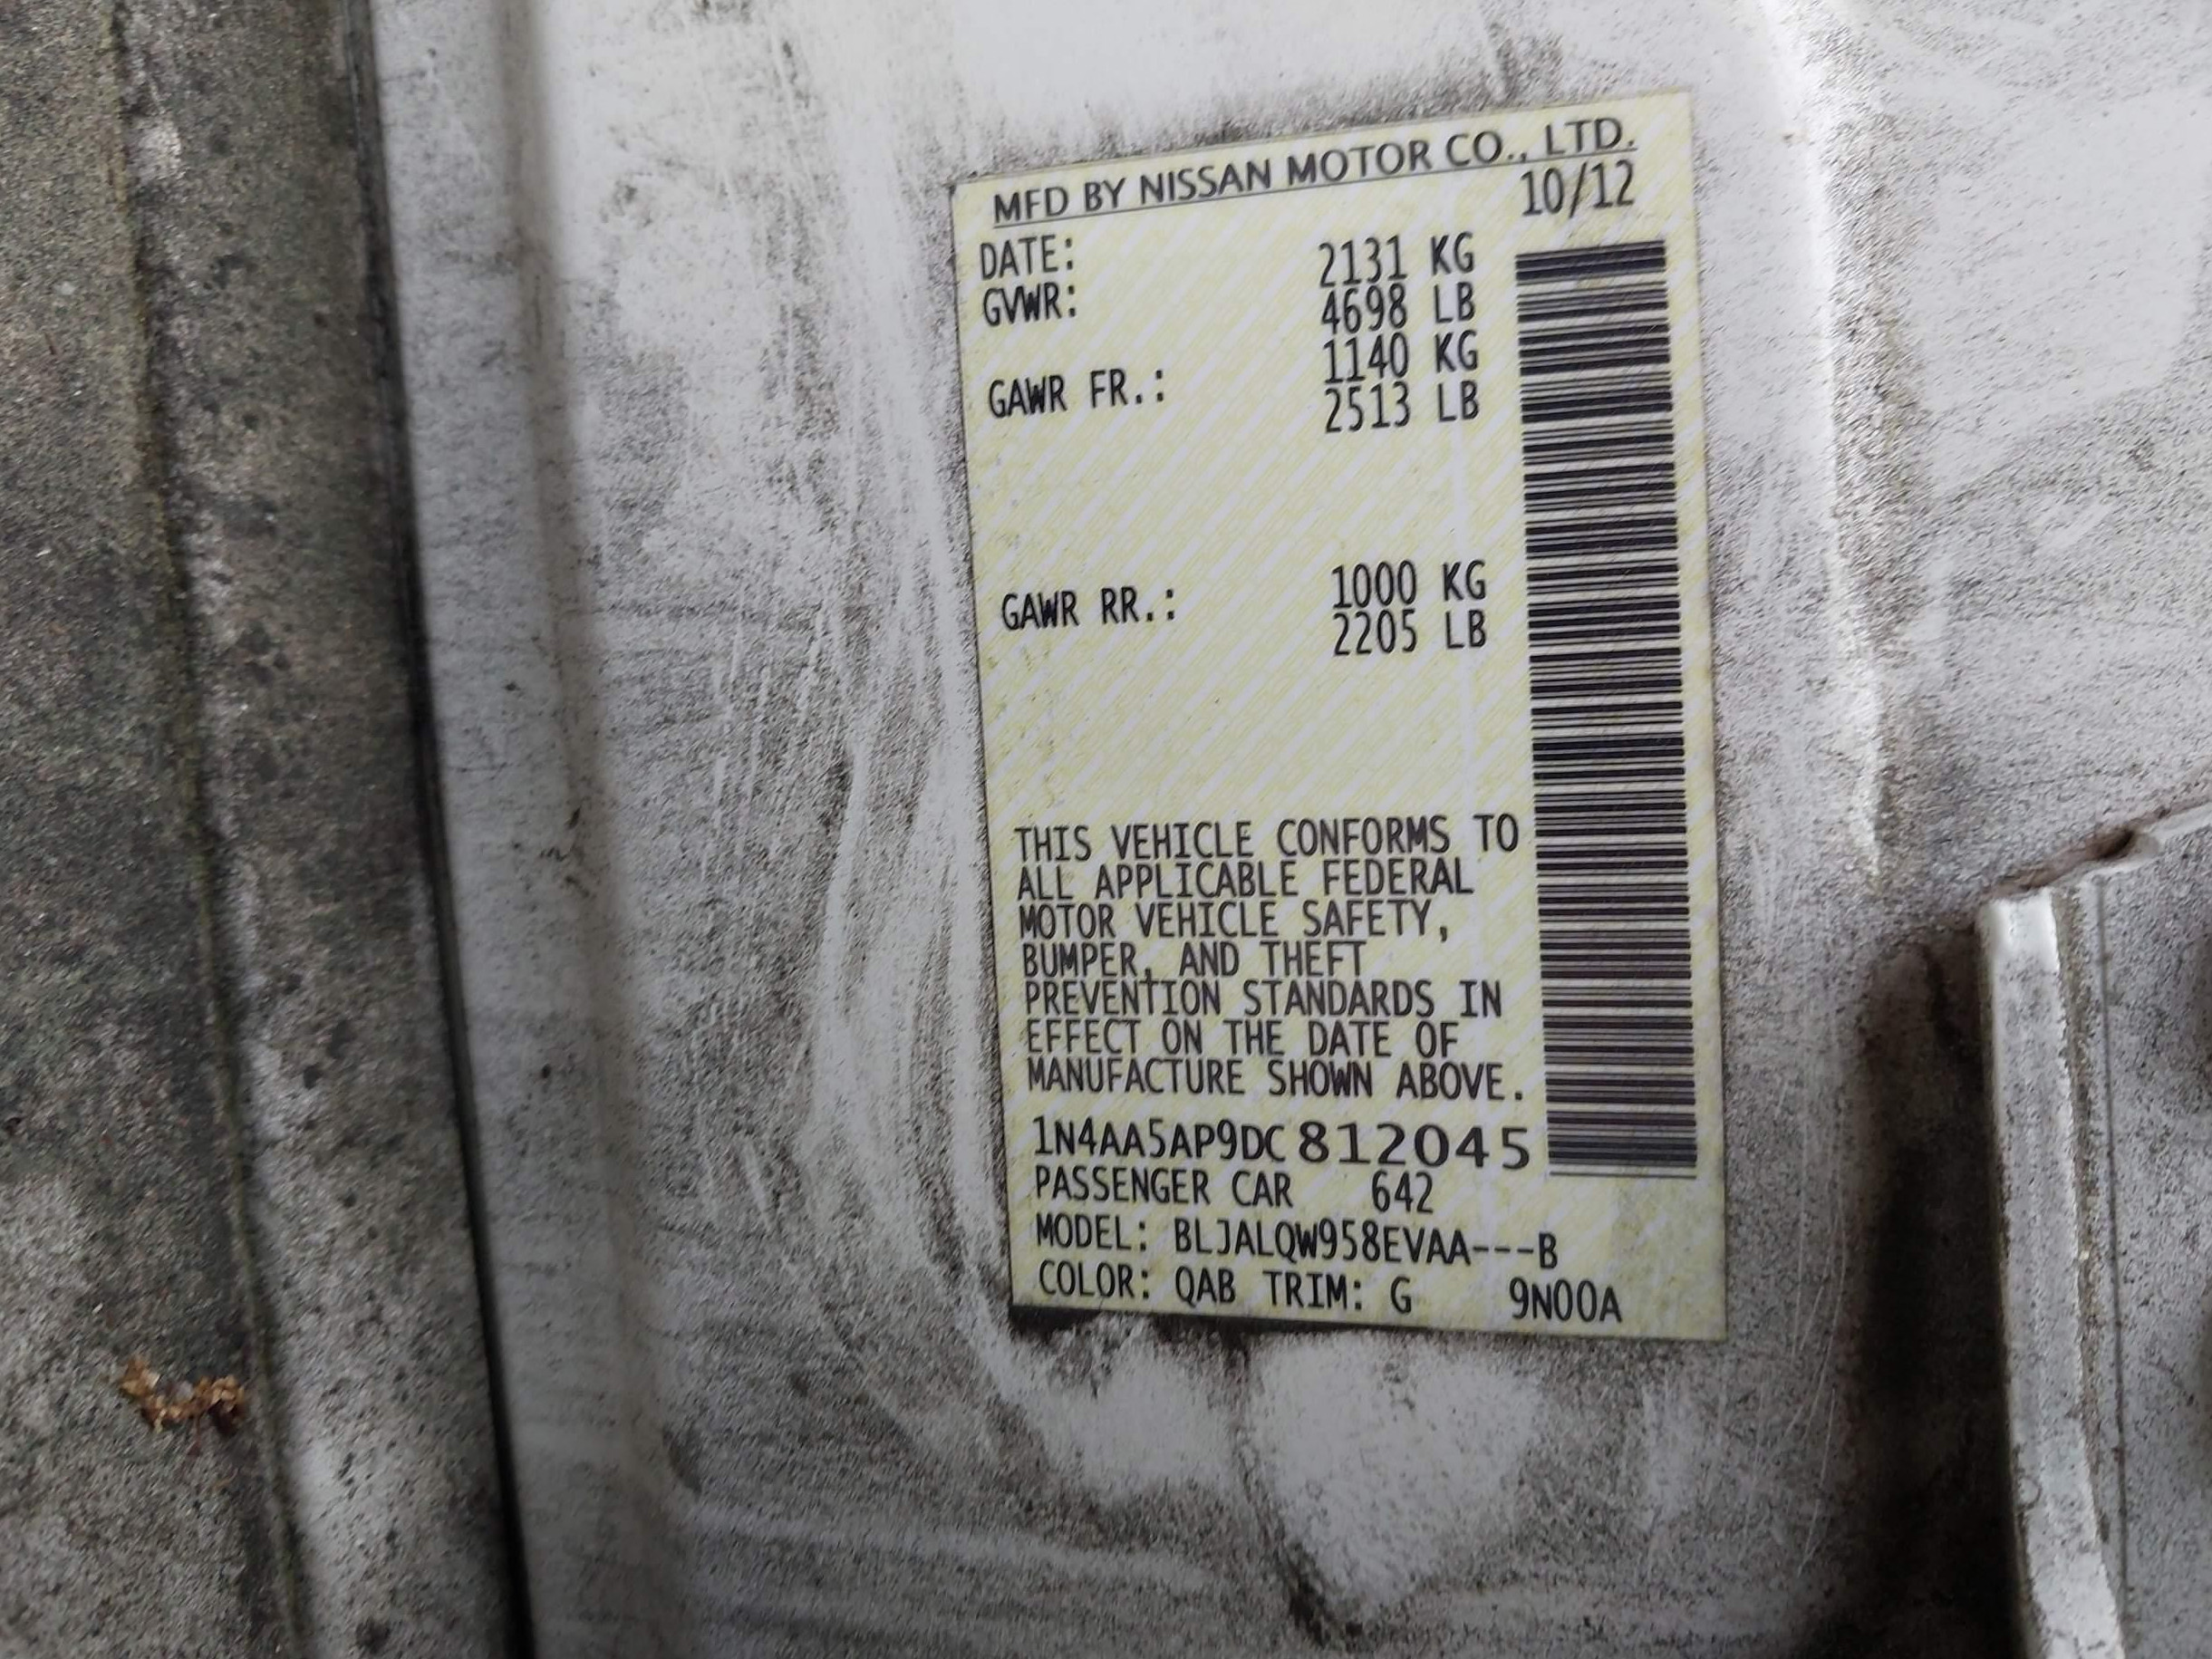 MFD BY NISSAN MOTOR CO., LTD.
DATE: 10/12
GVWR: 2131 KG
4698 LB
GAWR FR.: 1140 KG
2513 LB
GAWR RR.: 1000 KG
2205 LB
THIS VEHICLE CONFORMS TO
ALL APPLICABLE FEDERAL
MOTOR VEHICLE SAFETY,
BUMPER, AND THEFT
PREVENTION STANDARDS IN
EFFECT ON THE DATE OF
MANUFACTURE SHOWN ABOVE.
1N4AA5AP9DC812045
PASSENGER CAR 642
MODEL: BLJALQW958EVAA---B
COLOR: QAB TRIM: G 9N00A